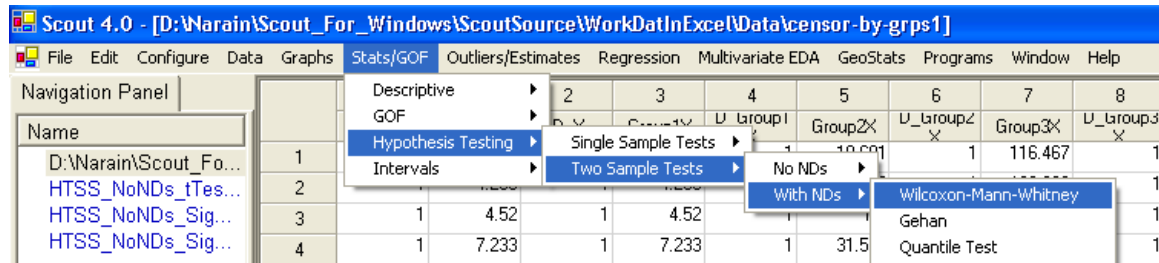 Scout 4.0 - [D:\Narain\Scout_For_Windows\ScoutSource\WorkDatInExcel\Data\censor-by-grps1]
File Edit Configure Data Graphs Stats/GOF Outliers/Estimates Regression Multivariate EDA GeoStats Programs Window Help
Navigation Panel
Name
D:\Narain\Scout_Fo...
HTSS_NoNDs_tTes...
HTSS_NoNDs_Sig...
HTSS_NoNDs_Sig...
Descriptive
GOF
Hypothesis Testing
Intervals
Single Sample Tests
Two Sample Tests
No NDs
With NDs
Wilcoxon-Mann-Whitney
Gehan
Quantile Test
2 3 4 5 6 7 8
Group2X Group3X
1 1 116.467 1
2
3 1 4.52 1 4.52 1
4 1 7.233 1 7.233 1 31.5 1